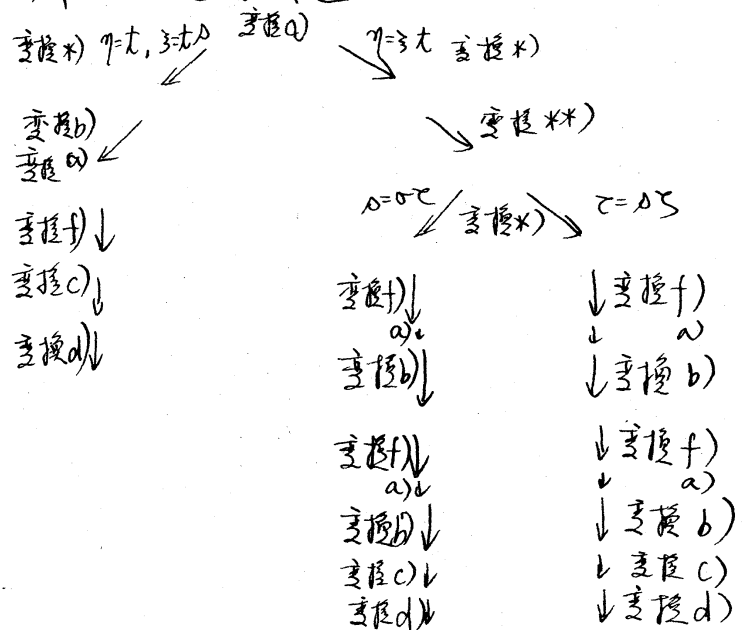 変換a)
変換*) η=t, ξ=ts
η=ξt 変換*)
変換b)
変換a)
変換f)
変換c)
変換d)
変換**)
s=στ 変換*) τ=sζ
変換f) 変換f)
a) a)
変換b) 変換b)
変換f) 変換f)
a) a)
変換b) 変換b)
変換c) 変換c)
変換d) 変換d)